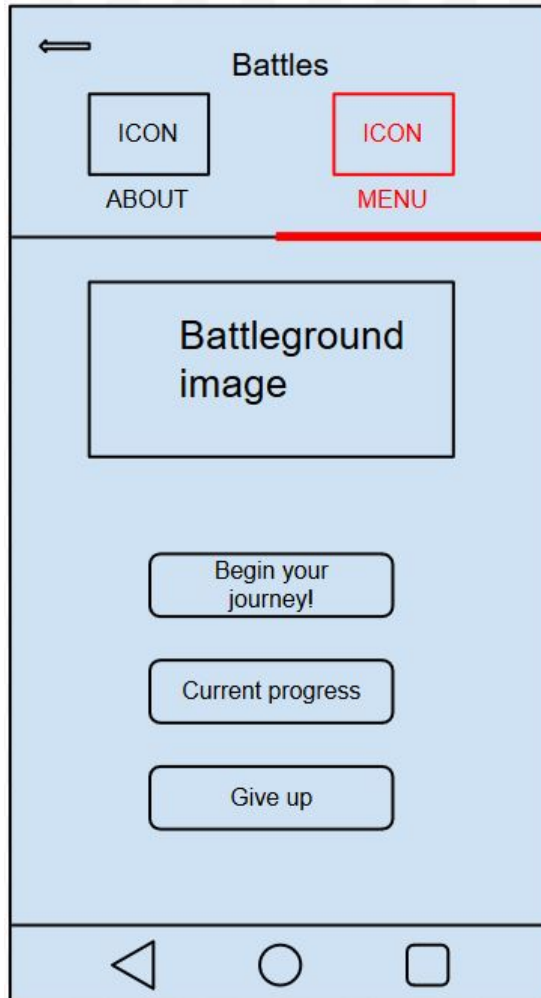 Battles
ICON
ICON
ABOUT
MENU
Battleground
image
Begin your
journey!
Current progress
Give up